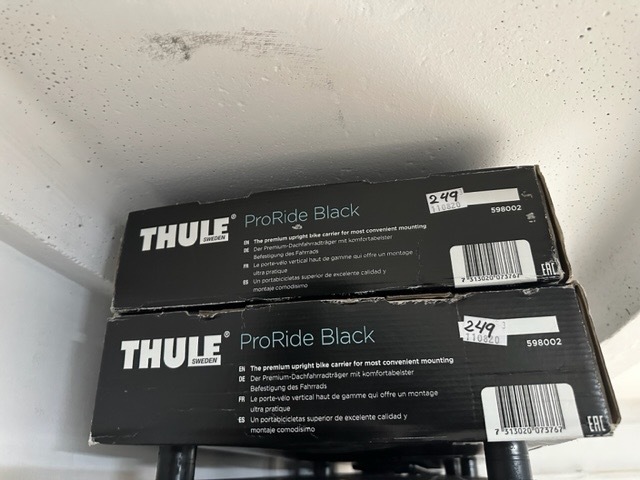 THULE® ProRide Black
SWEDEN
249
110820
598002
EN The premium upright bike carrier for most convenient mounting
DE Der Premium-Dachfahrradträger mit komfortabelster
Befestigung des Fahrrads
FR Le porte-vélo vertical haut de gamme qui offre un montage
ultra pratique
ES Un portabicicletas superior de excelente calidad y
montaje comodísimo
7 313020 073767
EAC
THULE® ProRide Black
SWEDEN
249
110820
598002
EN The premium upright bike carrier for most convenient mounting
DE Der Premium-Dachfahrradträger mit komfortabelster
Befestigung des Fahrrads
FR Le porte-vélo vertical haut de gamme qui offre un montage
ultra pratique
ES Un portabicicletas superior de excelente calidad y
montaje comodísimo
7 313020 073767
EAC